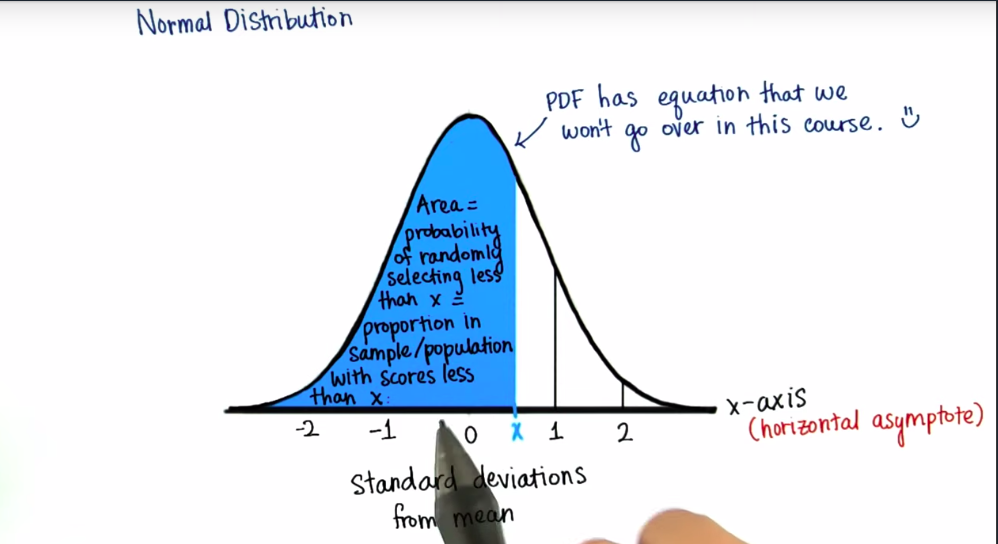 Normal Distribution
PDF has equation that we
won't go over in this course. :)
Area =
probability
of randomly
selecting less
than x =
proportion in
sample/population
with scores less
than x.
-2 -1 0 x 1 2
x-axis
(horizontal asymptote)
Standard deviations
from mean